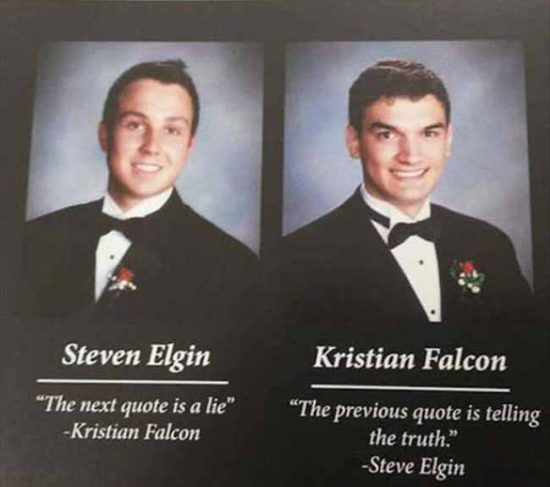 Steven Elgin
"The next quote is a lie"
-Kristian Falcon
Kristian Falcon
"The previous quote is telling
the truth."
-Steve Elgin